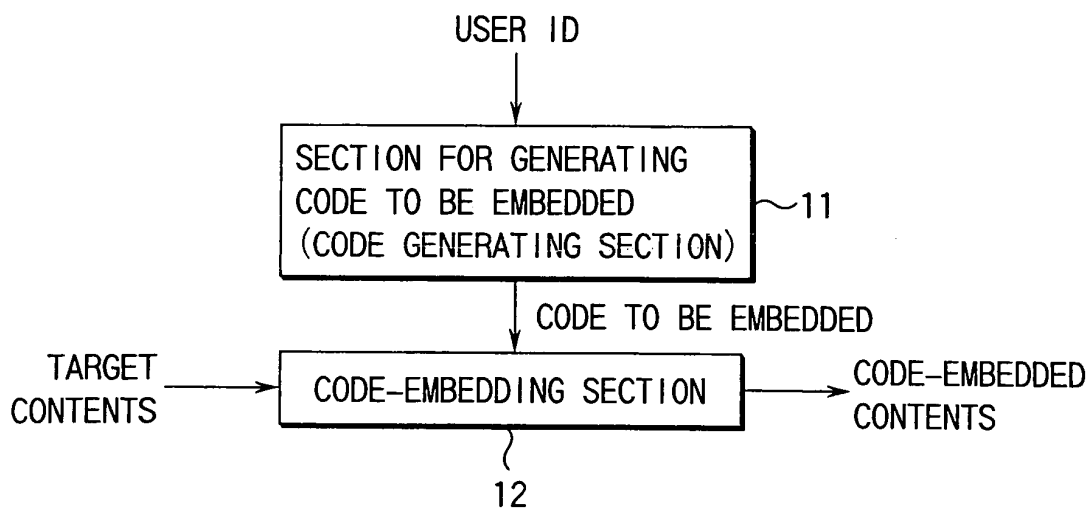 USER ID
SECTION FOR GENERATING
CODE TO BE EMBEDDED
(CODE GENERATING SECTION)
11
CODE TO BE EMBEDDED
TARGET
CONTENTS
CODE-EMBEDDING SECTION
CODE-EMBEDDED
CONTENTS
12